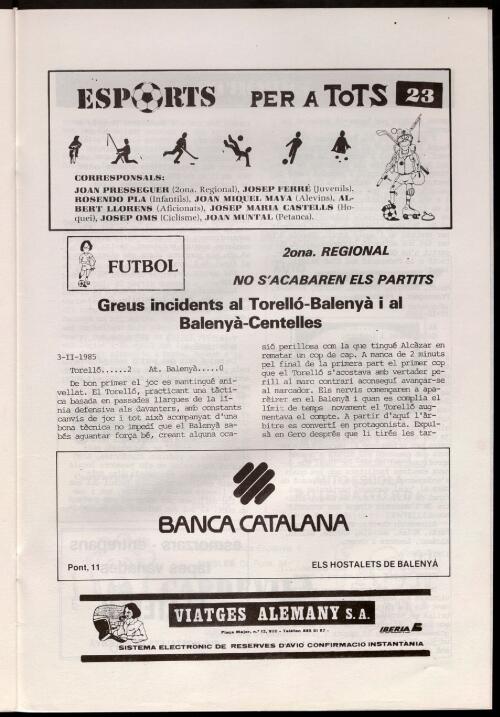 ESPORTS PER A TOTS 23
CORRESPONSALS:
JOAN PRESSEGUER (2ona. Regional), JOSEP FERRÉ (Juvenils),
ROSENDO PLA (Infantils), JOAN MIQUEL MAYA (Alevins), AL-
BERT LLORENS (Aficionats), JOSEP MARIA CASTELLS (Ho-
quei), JOSEP OMS (Ciclisme), JOAN MUNTAL (Petanca).
FUTBOL
2ona. REGIONAL
NO S'ACABAREN ELS PARTITS
Greus incidents al Torelló-Balenyà i al
Balenyà-Centelles
3-II-1985
Torelló......2 At. Balenyà.....0
De bon primer el joc es mantingué ani-
vellat. El Torelló, practicant una tàcti-
ca basada en passades llargues de la lí-
nia defensiva als davanters, amb constants
canvis de joc i tot això acompanyat d'una
bona tècnica no impedí que el Balenyà sa-
bés aguantar força bé, creant alguna oca-
sió perillosa com la que tingué Alcàzar en
rematar un cop de cap. A manca de 2 minuts
pel final de la primera part el primer cop
que el Torelló s'acostava amb vertader pe-
rill al marc contrari aconseguí avançar-se
al marcador. Els nervis començaren a apa-
rèixer en el Balenyà i quan es complia el
límit de temps novament el Torelló aug-
mentava el compte. A partir d'aquí l'àr-
bitre es convertí en protagonista. Expul-
sà en Gero després que li tirés les tar-
BANCA CATALANA
Pont, 11
ELS HOSTALETS DE BALENYÀ
VIATGES ALEMANY S.A.
IBERIA
SISTEMA ELECTRONIC DE RESERVES D'AVIO CONFIRMACIO INSTANTÀNIA